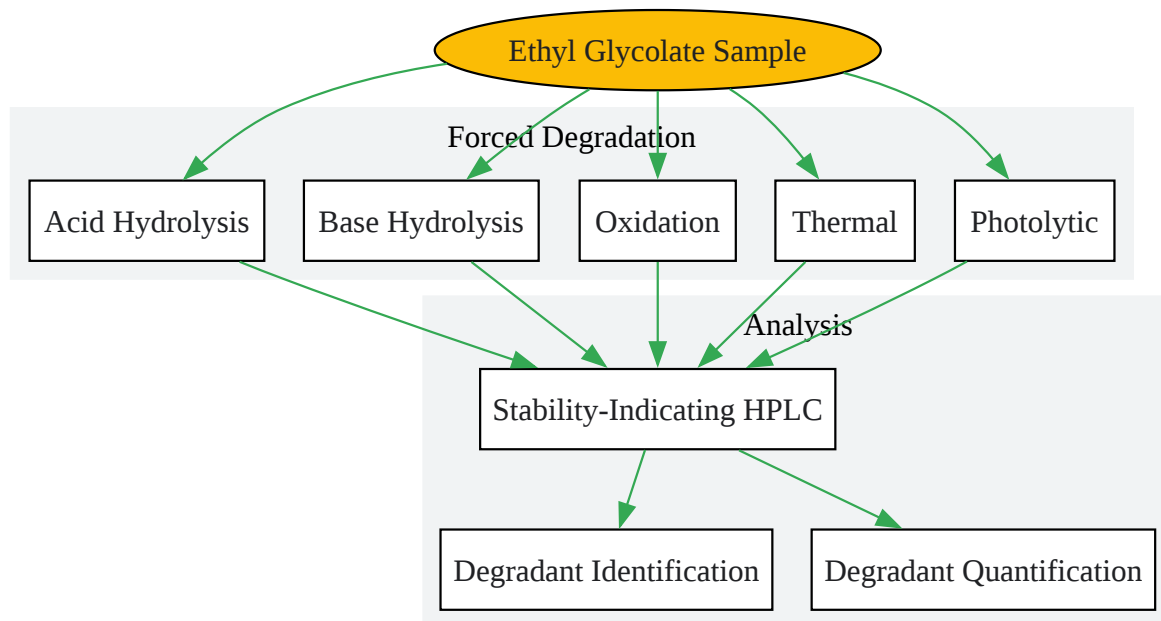 Ethyl Glycolate Sample
Forced Degradation
Acid Hydrolysis
Base Hydrolysis
Oxidation
Thermal
Photolytic
Analysis
Stability-Indicating HPLC
Degradant Identification
Degradant Quantification